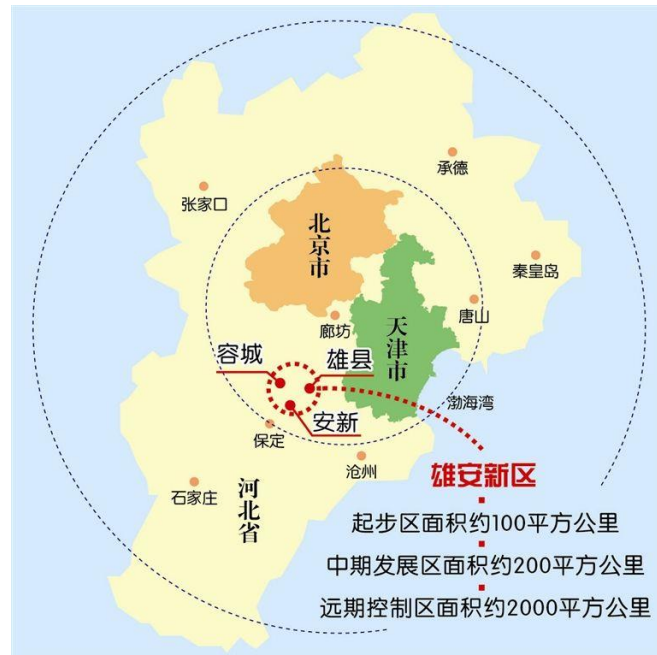 承德
张家口
北京市
秦皇岛
唐山
廊坊
天津市
容城
雄县
渤海湾
安新
保定
沧州
石家庄
河北省
雄安新区
起步区面积约100平方公里
中期发展区面积约200平方公里
远期控制区面积约2000平方公里